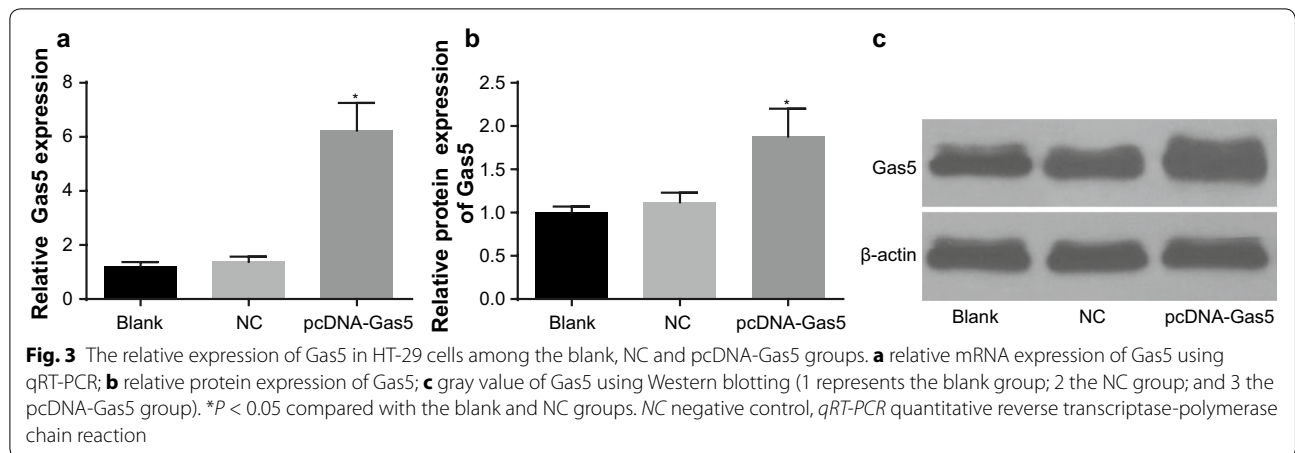 a
Relative Gas5 expression
8
6
4
2
0
Blank
NC
pcDNA-Gas5
*
b
Relative protein expression
of Gas5
2.5
2.0
1.5
1.0
0.5
0.0
Blank
NC
pcDNA-Gas5
*
c
Gas5
β-actin
Blank
NC
pcDNA-Gas5
Fig. 3 The relative expression of Gas5 in HT-29 cells among the blank, NC and pcDNA-Gas5 groups. a relative mRNA expression of Gas5 using
qRT-PCR; b relative protein expression of Gas5; c gray value of Gas5 using Western blotting (1 represents the blank group; 2 the NC group; and 3 the
pcDNA-Gas5 group). *P < 0.05 compared with the blank and NC groups. NC negative control, qRT-PCR quantitative reverse transcriptase-polymerase
chain reaction